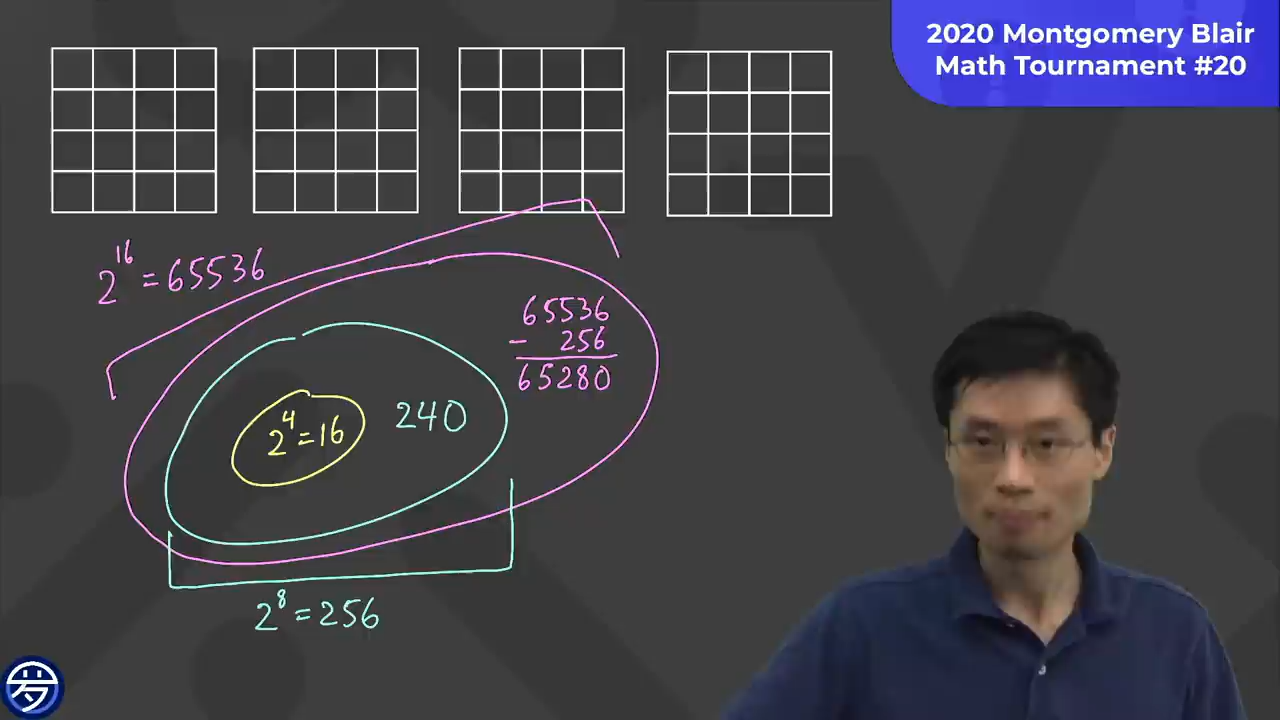 2020 Montgomery Blair
Math Tournament #20
2^16 = 65536
65536
- 256
65280
2^4 = 16
240
2^8 = 256